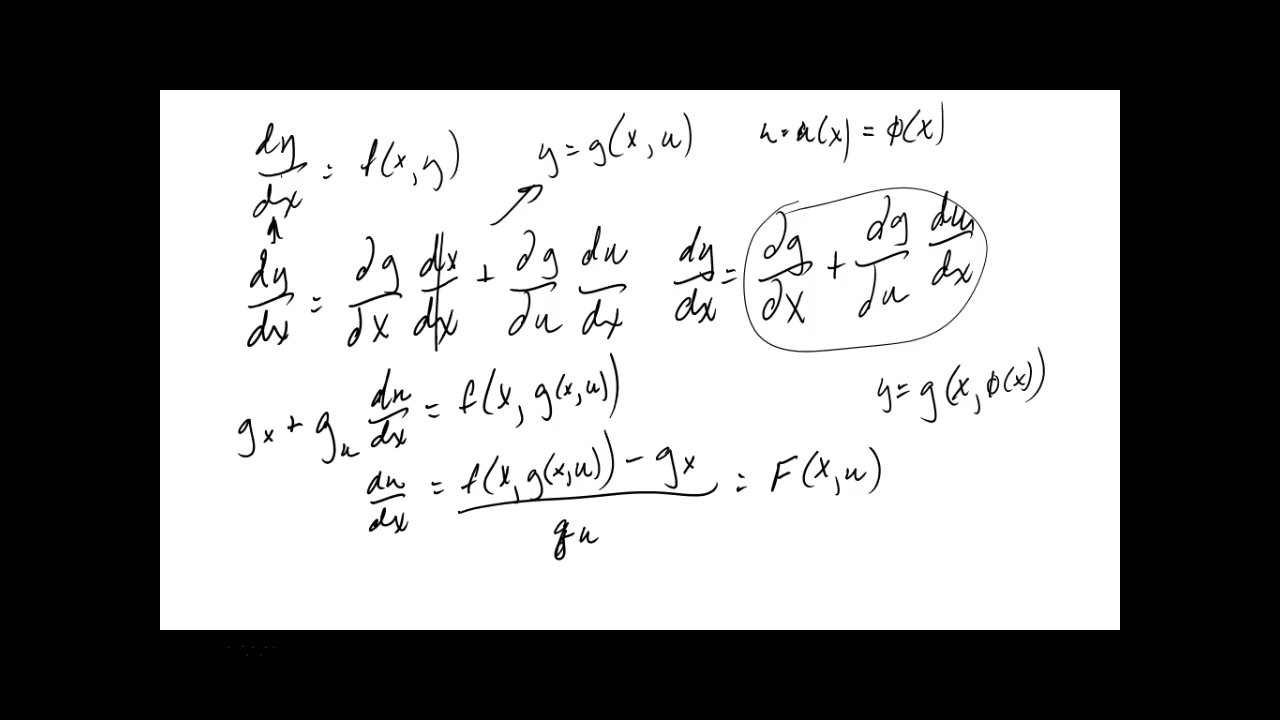 dy/dx = f(x,y) y = g(x,u) u = u(x) = φ(x)
dy/dx = ∂g/∂x dx/dx + ∂g/∂u du/dx dy/dx = ∂g/∂x + ∂g/∂u du/dx
g_x + g_u du/dx = f(x, g(x,u)) y = g(x, φ(x))
du/dx = (f(x, g(x,u)) - g_x)/g_u = F(x,u)